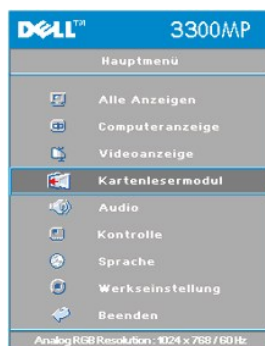 DELL™ 3300MP
Hauptmenü
Alle Anzeigen
Computeranzeige
Videoanzeige
Kartenlesermodul
Audio
Kontrolle
Sprache
Werkseinstellung
Beenden
Analog RGB Resolution : 1024 x 768 / 60 Hz